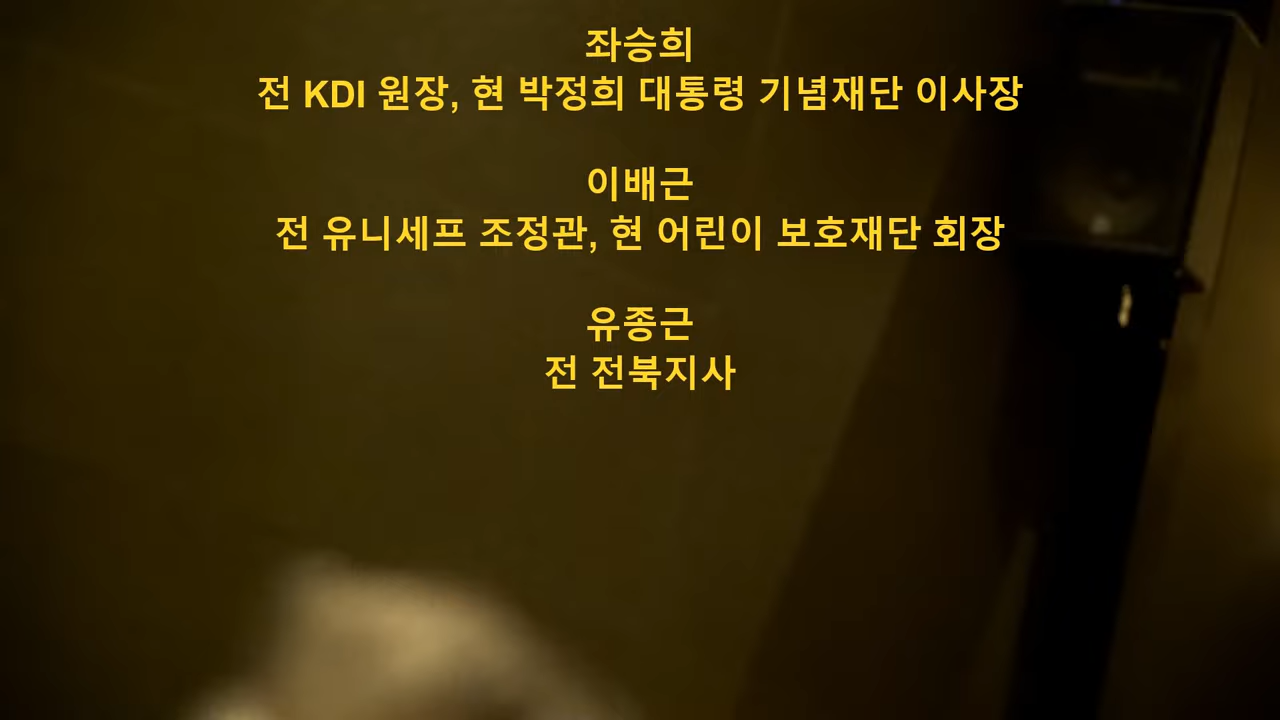 좌승희
전 KDI 원장, 현 박정희 대통령 기념재단 이사장
이배근
전 유니세프 조정관, 현 어린이 보호재단 회장
유종근
전 전북지사